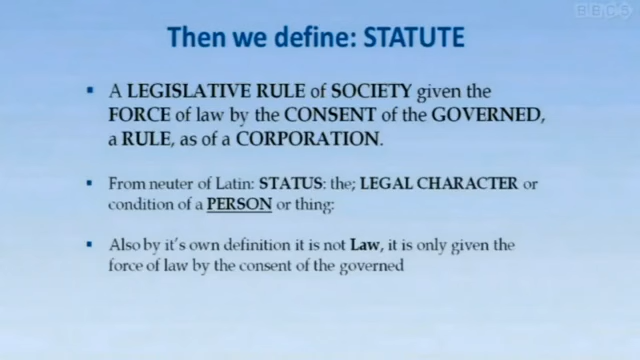 BBC 5
Then we define: STATUTE
▪ A LEGISLATIVE RULE of SOCIETY given the
FORCE of law by the CONSENT of the GOVERNED,
a RULE, as of a CORPORATION.
▪ From neuter of Latin: STATUS: the; LEGAL CHARACTER or
condition of a PERSON or thing:
▪ Also by it's own definition it is not Law, it is only given the
force of law by the consent of the governed